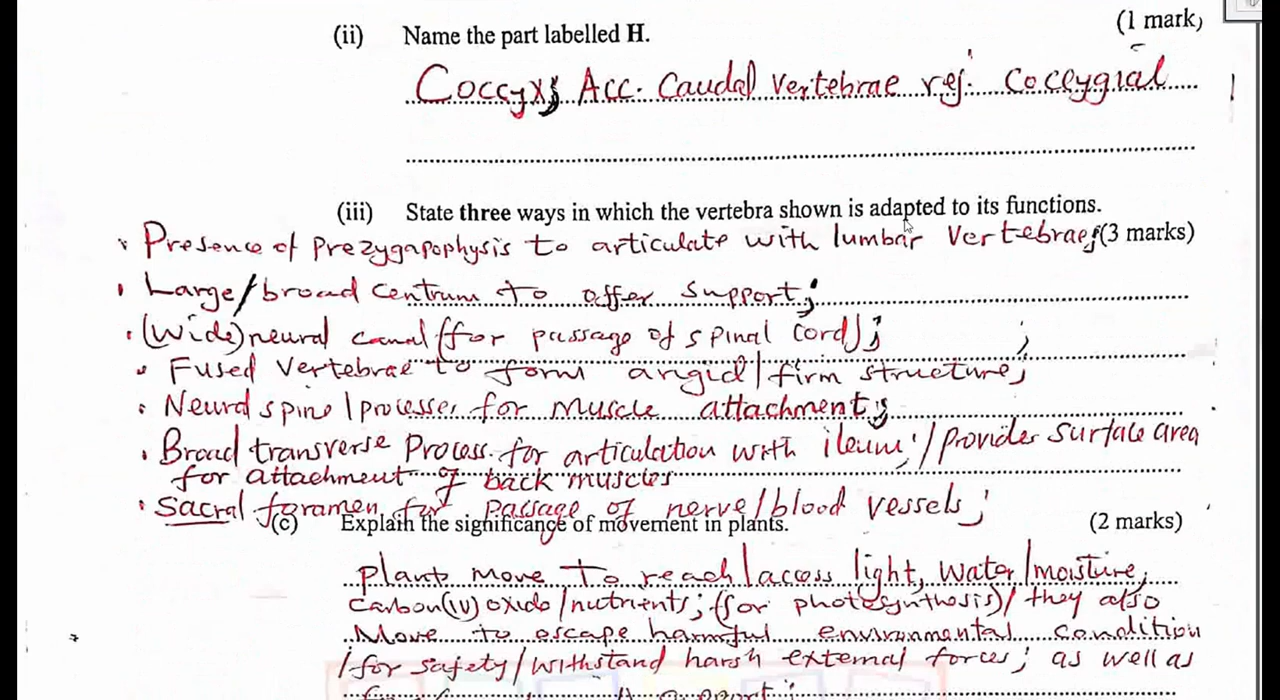 (ii) Name the part labelled H. (1 mark)
Coccyx; Acc. Caudal vertebrae rej. Coccygial
(iii) State three ways in which the vertebra shown is adapted to its functions.
• Presence of prezygapophysis to articulate with lumbar vertebrae; (3 marks)
• Large/broad centrum to offer support;
• (Wide) neural canal (for passage of spinal cord);
• Fused vertebrae to form a rigid/firm structure;
• Neural spine/processes for muscle attachment;
• Broad transverse process for articulation with ileum;/provides surface area
for attachment of back muscles
• Sacral foramen for passage of nerve/blood vessels;
(c) Explain the significance of movement in plants. (2 marks)
Plants move to reach/access light, water/moisture,
Carbon(IV) oxide/nutrients; (for photosynthesis)/they also
Move to escape harmful environmental condition
/for safety/withstand harsh external forces; as well as